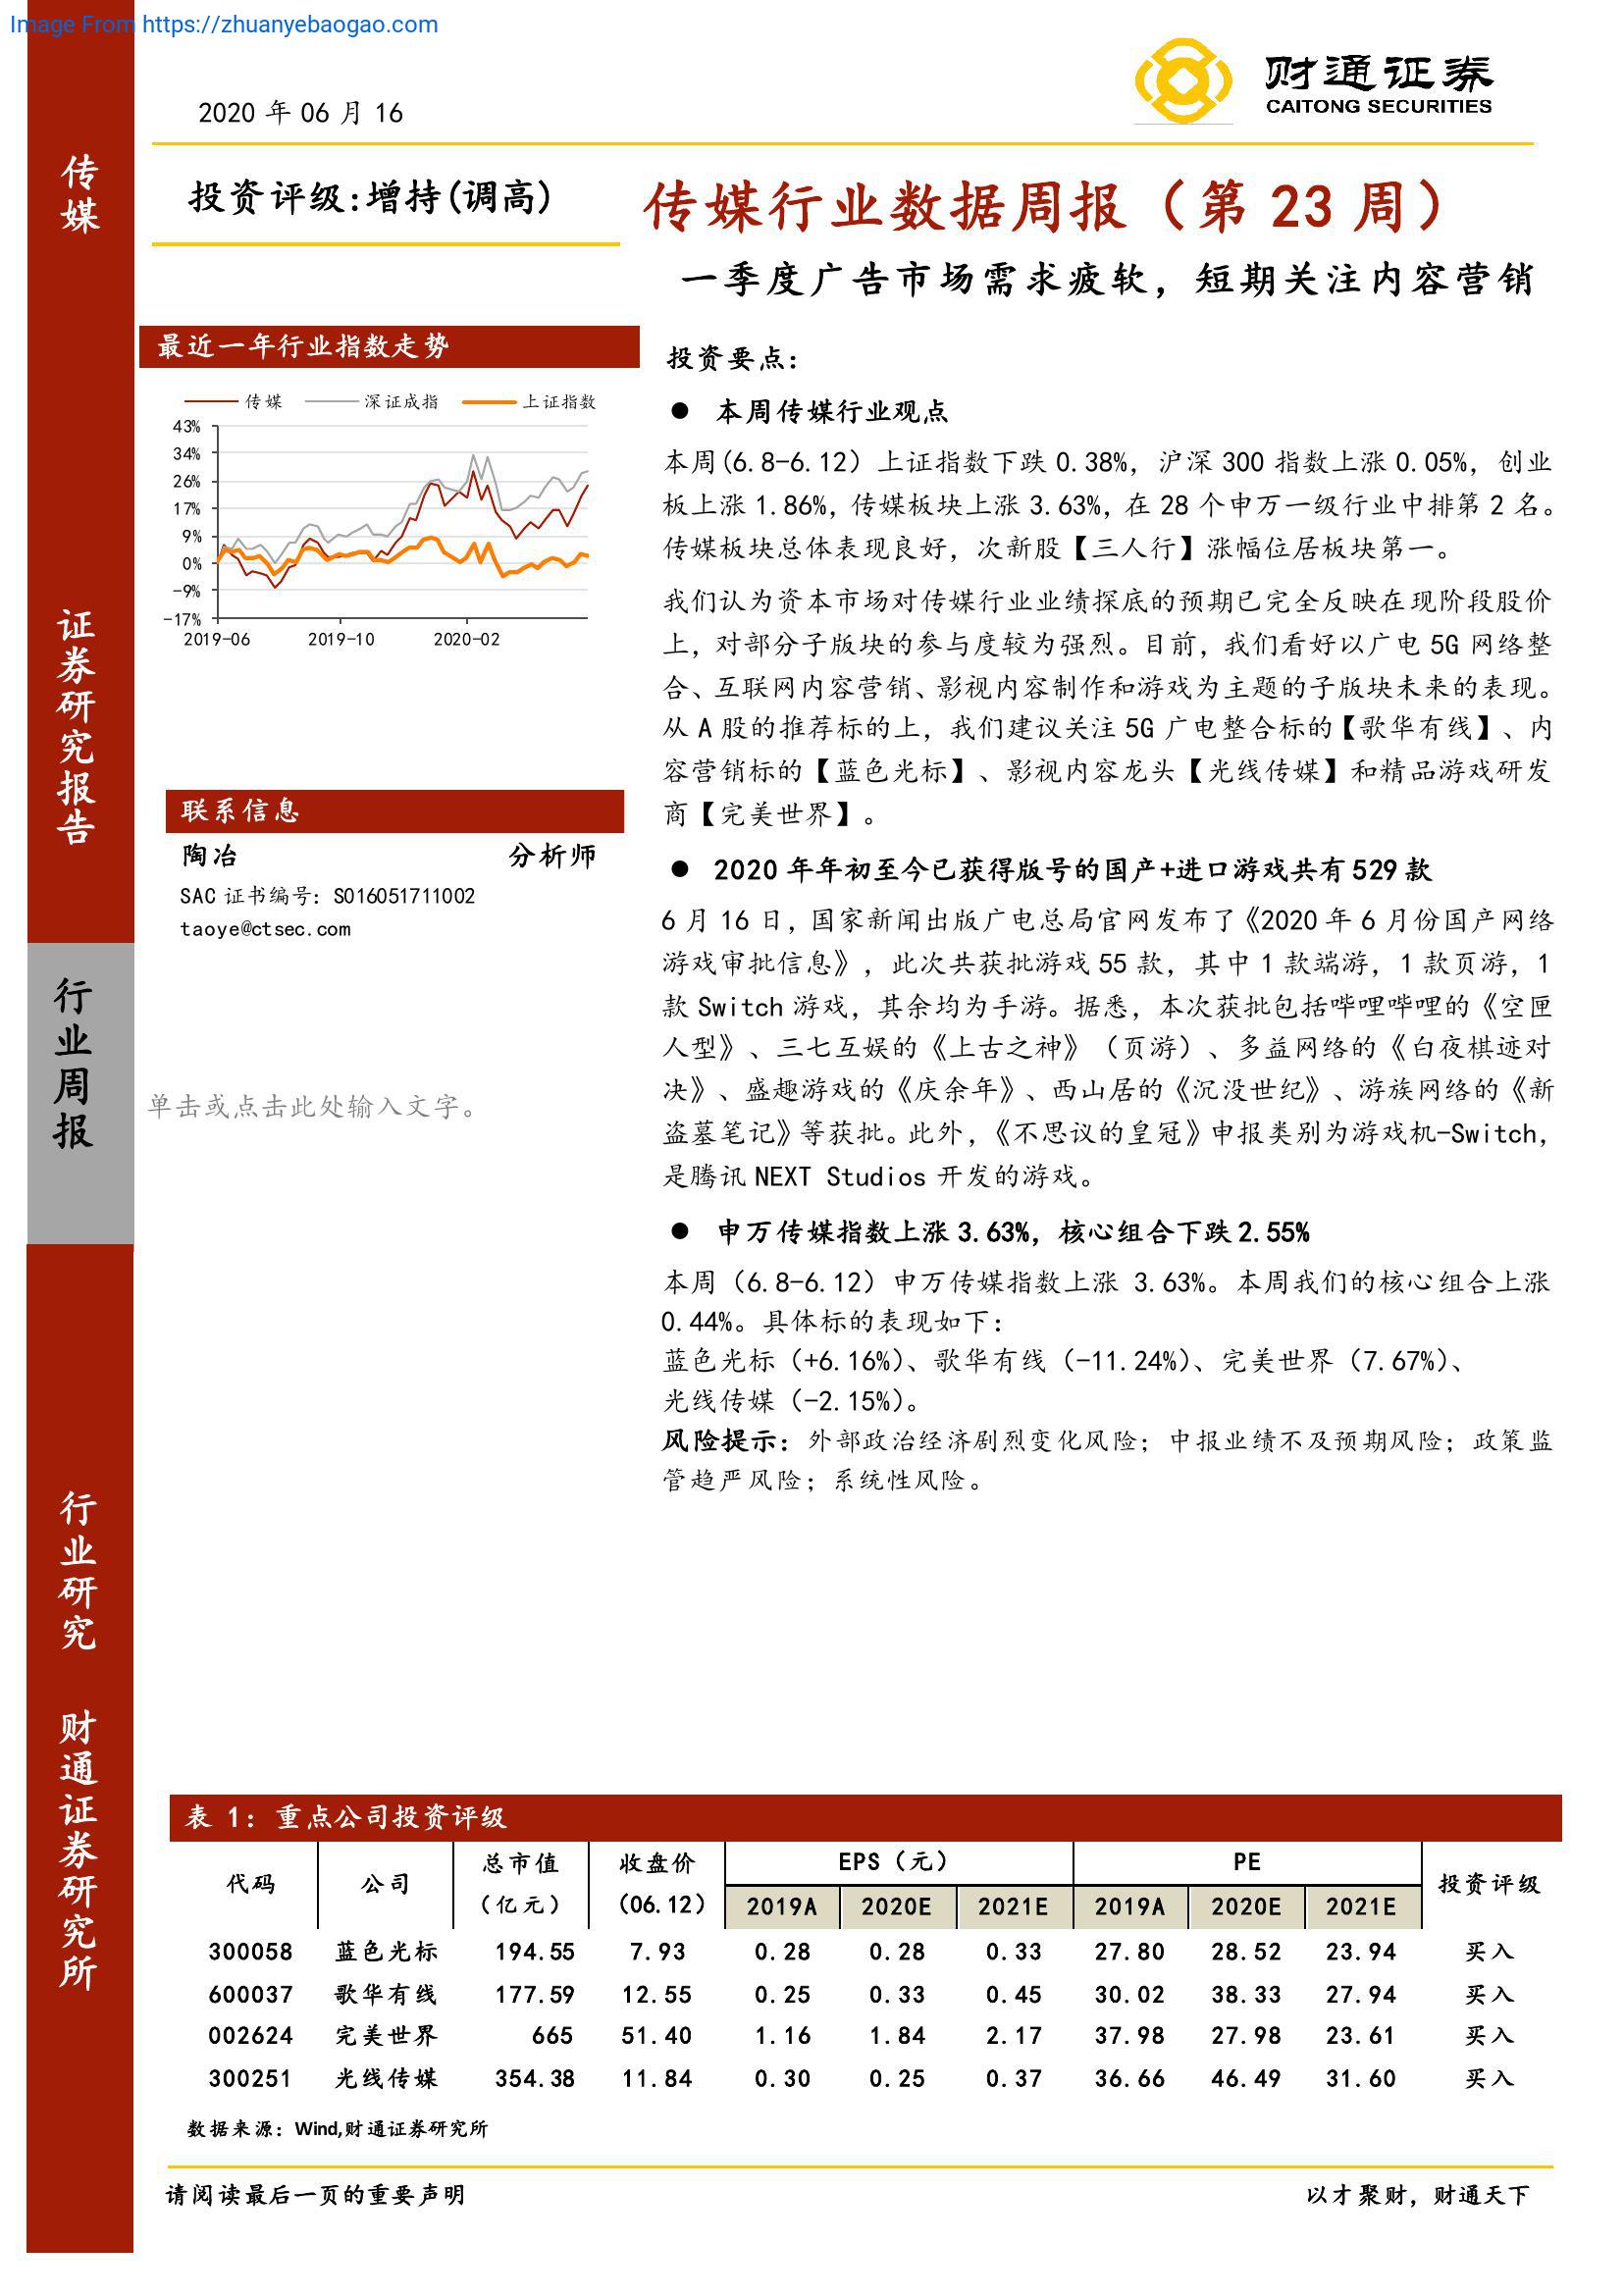 Image From https://zhuanyebaogao.com
财通证券
CAITONG SECURITIES
2020 年 06 月 16
传媒
证券研究报告
行业周报
行业研究
财通证券研究所
投资评级:增持(调高)
传媒行业数据周报（第 23 周）
一季度广告市场需求疲软，短期关注内容营销
最近一年行业指数走势
传媒 深证成指 上证指数
43%
34%
26%
17%
9%
0%
-9%
-17%
2019-06 2019-10 2020-02
联系信息
陶冶 分析师
SAC 证书编号：S016051711002
taoye@ctsec.com
单击或点击此处输入文字。
投资要点：
● 本周传媒行业观点
本周(6.8-6.12）上证指数下跌 0.38%，沪深 300 指数上涨 0.05%，创业
板上涨 1.86%，传媒板块上涨 3.63%，在 28 个申万一级行业中排第 2 名。
传媒板块总体表现良好，次新股【三人行】涨幅位居板块第一。
我们认为资本市场对传媒行业业绩探底的预期已完全反映在现阶段股价
上，对部分子版块的参与度较为强烈。目前，我们看好以广电 5G 网络整
合、互联网内容营销、影视内容制作和游戏为主题的子版块未来的表现。
从 A 股的推荐标的上，我们建议关注 5G 广电整合标的【歌华有线】、内
容营销标的【蓝色光标】、影视内容龙头【光线传媒】和精品游戏研发
商【完美世界】。
● 2020 年年初至今已获得版号的国产+进口游戏共有 529 款
6 月 16 日，国家新闻出版广电总局官网发布了《2020 年 6 月份国产网络
游戏审批信息》，此次共获批游戏 55 款，其中 1 款端游，1 款页游，1
款 Switch 游戏，其余均为手游。据悉，本次获批包括哔哩哔哩的《空匣
人型》、三七互娱的《上古之神》（页游）、多益网络的《白夜棋迹对
决》、盛趣游戏的《庆余年》、西山居的《沉没世纪》、游族网络的《新
盗墓笔记》等获批。此外，《不思议的皇冠》申报类别为游戏机-Switch，
是腾讯 NEXT Studios 开发的游戏。
● 申万传媒指数上涨 3.63%，核心组合下跌 2.55%
本周（6.8-6.12）申万传媒指数上涨 3.63%。本周我们的核心组合上涨
0.44%。具体标的表现如下：
蓝色光标（+6.16%）、歌华有线（-11.24%）、完美世界（7.67%）、
光线传媒（-2.15%）。
风险提示：外部政治经济剧烈变化风险；中报业绩不及预期风险；政策监
管趋严风险；系统性风险。
表 1：重点公司投资评级
代码 公司 总市值（亿元） 收盘价（06.12） EPS（元） PE 投资评级
2019A 2020E 2021E 2019A 2020E 2021E
300058 蓝色光标 194.55 7.93 0.28 0.28 0.33 27.80 28.52 23.94 买入
600037 歌华有线 177.59 12.55 0.25 0.33 0.45 30.02 38.33 27.94 买入
002624 完美世界 665 51.40 1.16 1.84 2.17 37.98 27.98 23.61 买入
300251 光线传媒 354.38 11.84 0.30 0.25 0.37 36.66 46.49 31.60 买入
数据来源：Wind,财通证券研究所
请阅读最后一页的重要声明 以才聚财，财通天下